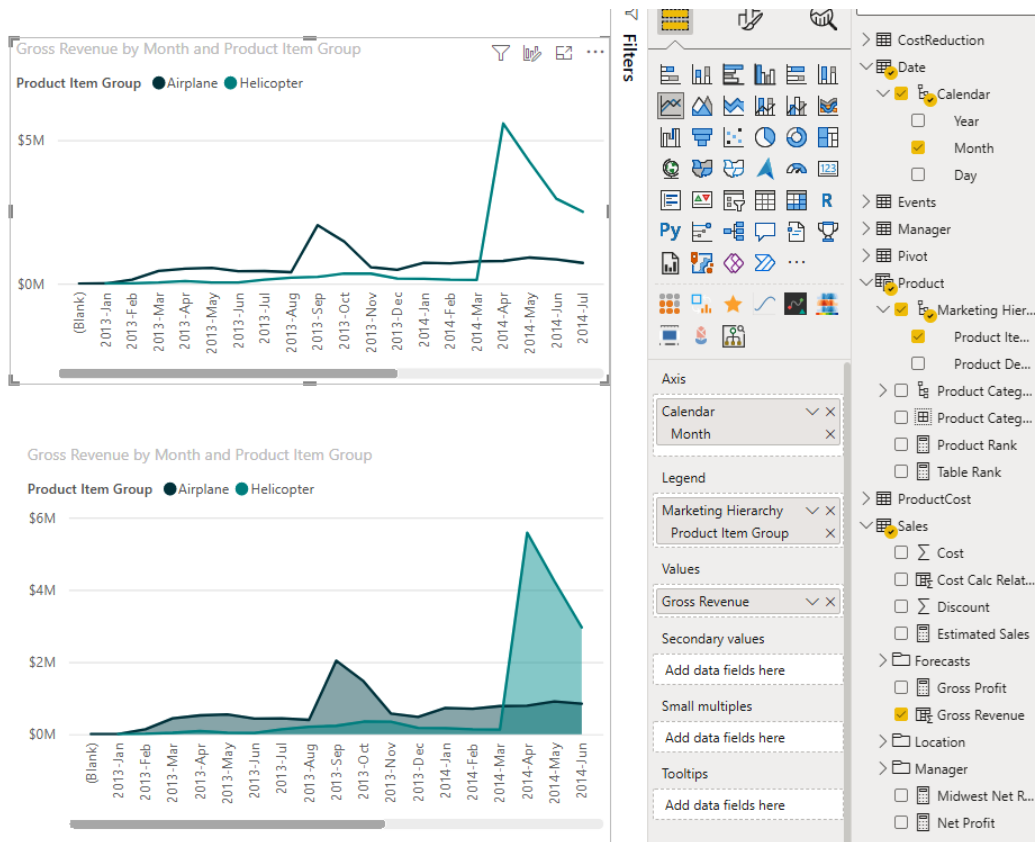 Gross Revenue by Month and Product Item Group
Product Item Group Airplane Helicopter
$5M
$0M
(Blank)
2013-Jan
2013-Feb
2013-Mar
2013-Apr
2013-May
2013-Jun
2013-Jul
2013-Aug
2013-Sep
2013-Oct
2013-Nov
2013-Dec
2014-Jan
2014-Feb
2014-Mar
2014-Apr
2014-May
2014-Jun
2014-Jul
Gross Revenue by Month and Product Item Group
Product Item Group Airplane Helicopter
$6M
$4M
$2M
$0M
(Blank)
2013-Jan
2013-Feb
2013-Mar
2013-Apr
2013-May
2013-Jun
2013-Jul
2013-Aug
2013-Sep
2013-Oct
2013-Nov
2013-Dec
2014-Jan
2014-Feb
2014-Mar
2014-Apr
2014-May
2014-Jun
Filters
123
R
Py
...
Axis
Calendar
Month
Legend
Marketing Hierarchy
Product Item Group
Values
Gross Revenue
Secondary values
Add data fields here
Small multiples
Add data fields here
Tooltips
Add data fields here
CostReduction
Date
Calendar
Year
Month
Day
Events
Manager
Pivot
Product
Marketing Hier...
Product Ite...
Product De...
Product Categ...
Product Categ...
Product Rank
Table Rank
ProductCost
Sales
Cost
Cost Calc Relat...
Discount
Estimated Sales
Forecasts
Gross Profit
Gross Revenue
Location
Manager
Midwest Net R...
Net Profit